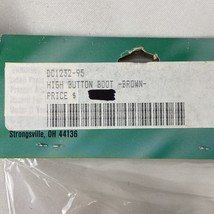 DC1232-95
HIGH BUTTON BOOT -BROWN-
PRICE $
Strongsville, OH 44136